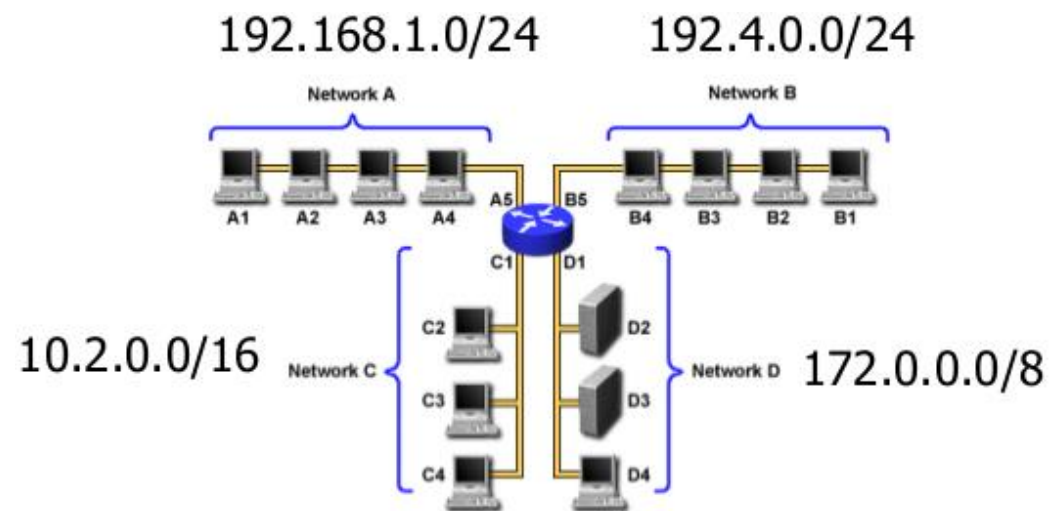 192.168.1.0/24 192.4.0.0/24
Network A Network B
A1 A2 A3 A4 A5 B5 B4 B3 B2 B1
C1 D1
C2 D2
10.2.0.0/16 Network C C3 D3 Network D 172.0.0.0/8
C4 D4